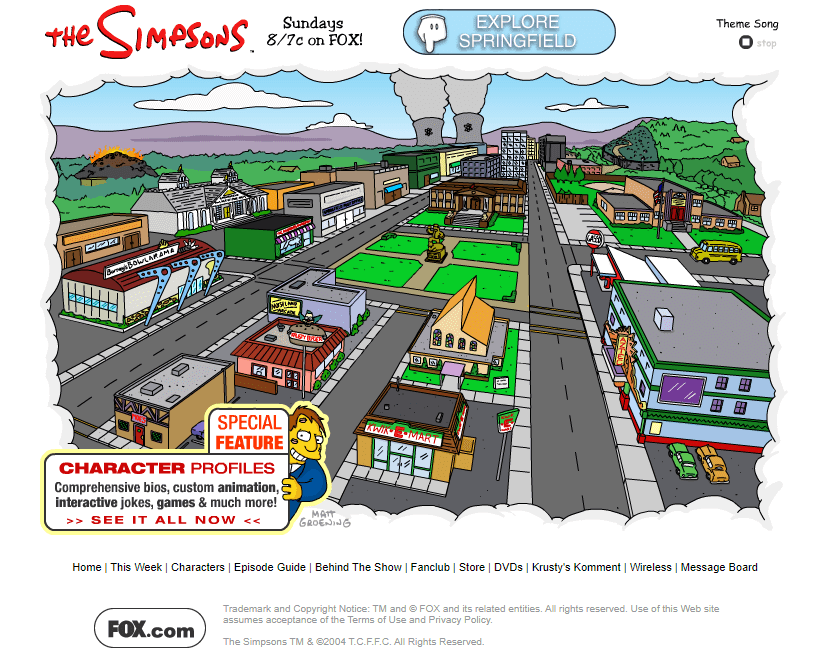 THE SIMPSONS™
Sundays
8/7c on FOX!
EXPLORE
SPRINGFIELD
Theme Song
stop
$ $
Barney's BOWLARAMA
KRUSTY BURGER
MOE'S
KWIK-E-MART
SPECIAL
FEATURE
CHARACTER PROFILES
Comprehensive bios, custom animation,
interactive jokes, games & much more!
>> SEE IT ALL NOW <<
MATT
GROENING
Home | This Week | Characters | Episode Guide | Behind The Show | Fanclub | Store | DVDs | Krusty's Komment | Wireless | Message Board
FOX.com
Trademark and Copyright Notice: TM and © FOX and its related entities. All rights reserved. Use of this Web site
assumes acceptance of the Terms of Use and Privacy Policy.
The Simpsons TM & ©2004 T.C.F.F.C. All Rights Reserved.